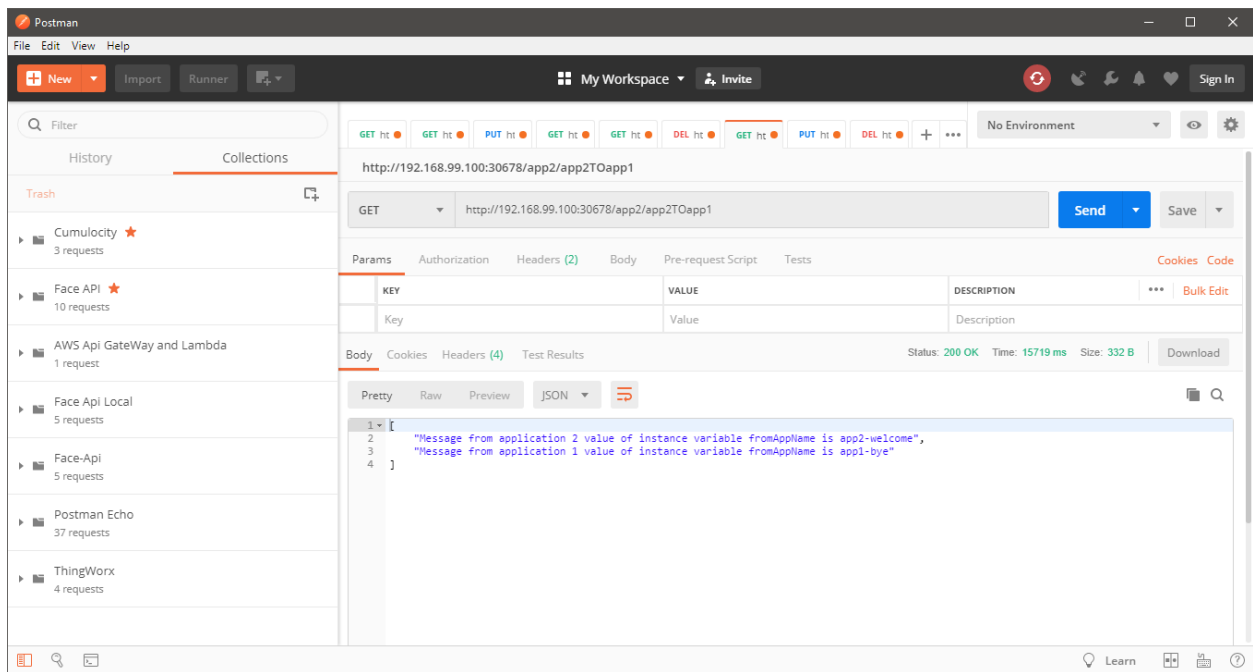 Postman
File Edit View Help
New Import Runner My Workspace Invite Sign In
Filter
History Collections
Trash
Cumulocity
3 requests
Face API
10 requests
AWS Api GateWay and Lambda
1 request
Face Api Local
5 requests
Face-Api
5 requests
Postman Echo
37 requests
ThingWorx
4 requests
GET ht GET ht PUT ht GET ht GET ht DEL ht GET ht PUT ht DEL ht + ••• No Environment
http://192.168.99.100:30678/app2/app2TOapp1
GET http://192.168.99.100:30678/app2/app2TOapp1 Send Save
Params Authorization Headers (2) Body Pre-request Script Tests Cookies Code
KEY VALUE DESCRIPTION ••• Bulk Edit
Key Value Description
Body Cookies Headers (4) Test Results Status: 200 OK Time: 15719 ms Size: 332 B Download
Pretty Raw Preview JSON
1 [
2 "Message from application 2 value of instance variable fromAppName is app2-welcome",
3 "Message from application 1 value of instance variable fromAppName is app1-bye"
4 ]
Learn